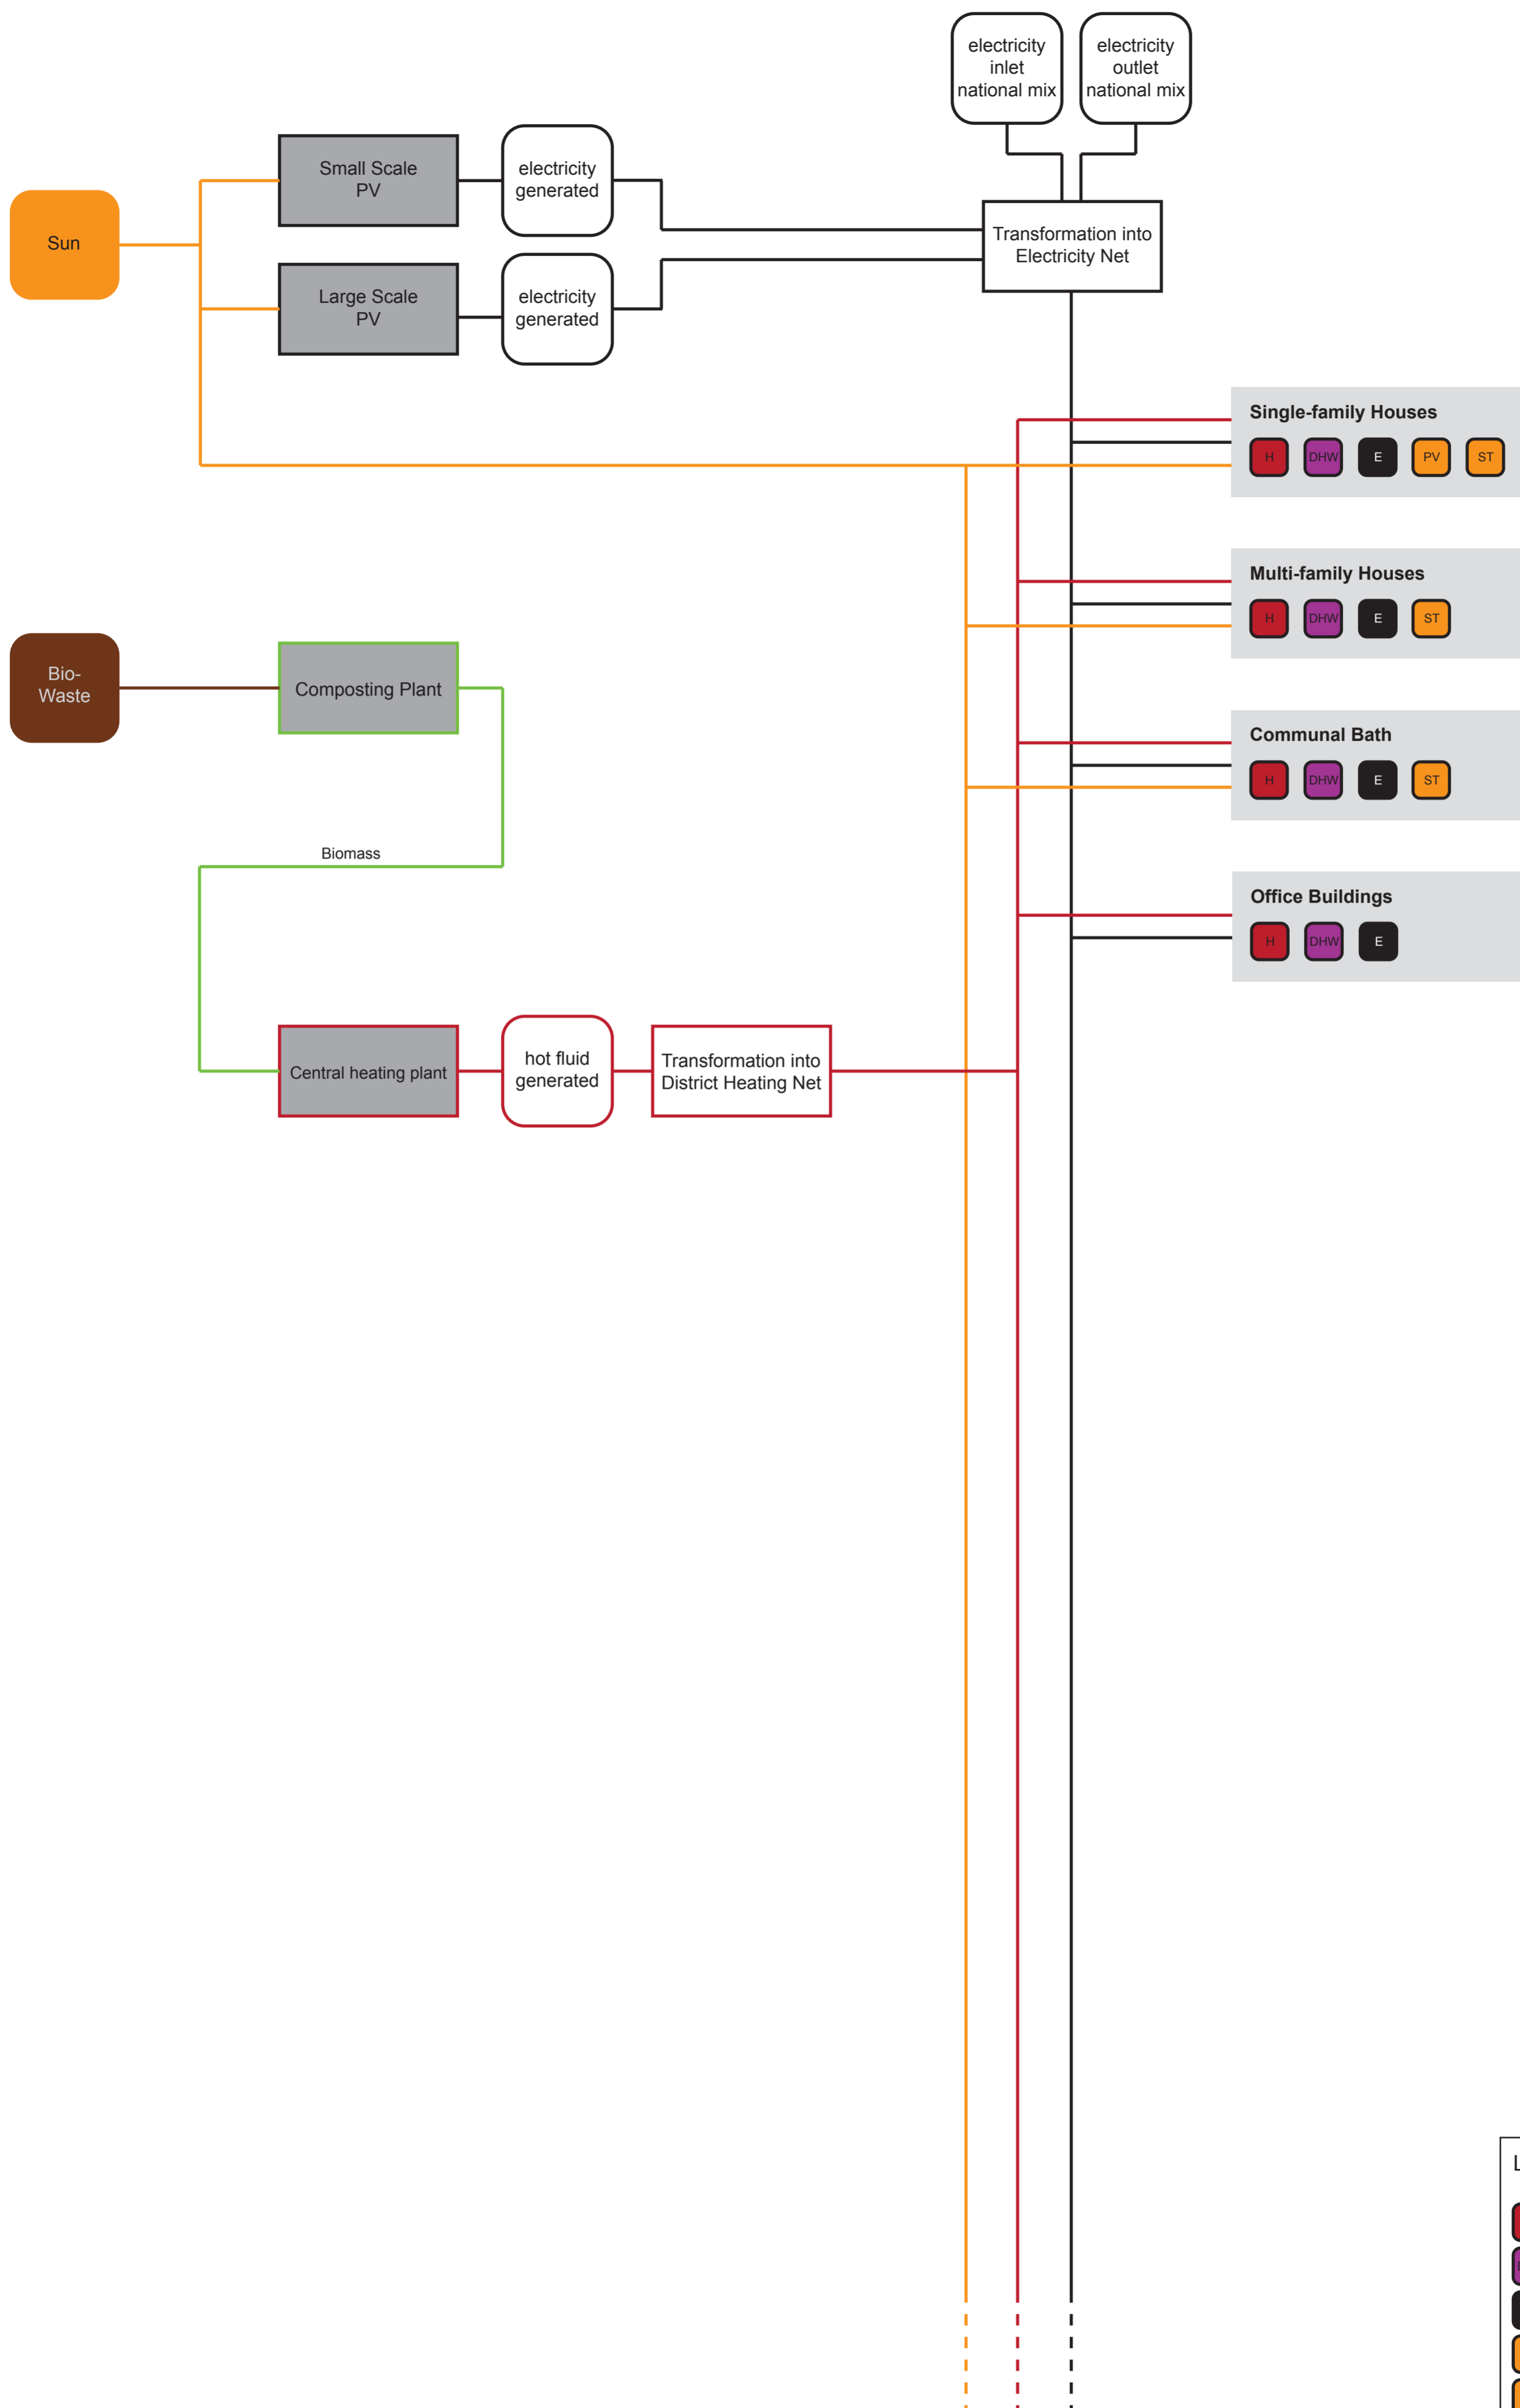 electricity
inlet
national mix
electricity
outlet
national mix
Small Scale
PV
electricity
generated
Sun
Transformation into
Electricity Net
Large Scale
PV
electricity
generated
Single-family Houses
H DHW E PV ST
Multi-family Houses
H DHW E ST
Bio-
Waste
Composting Plant
Communal Bath
H DHW E ST
Biomass
Office Buildings
H DHW E
Central heating plant
hot fluid
generated
Transformation into
District Heating Net